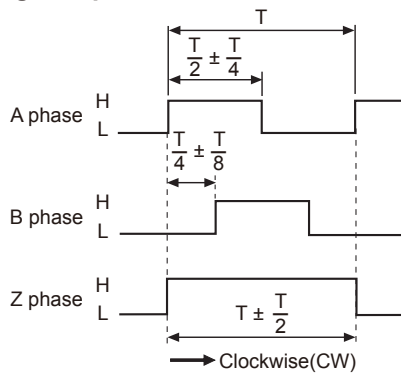 T
T/2 ± T/4
A phase H
L
T/4 ± T/8
B phase H
L
Z phase H
L
T ± T/2
Clockwise(CW)